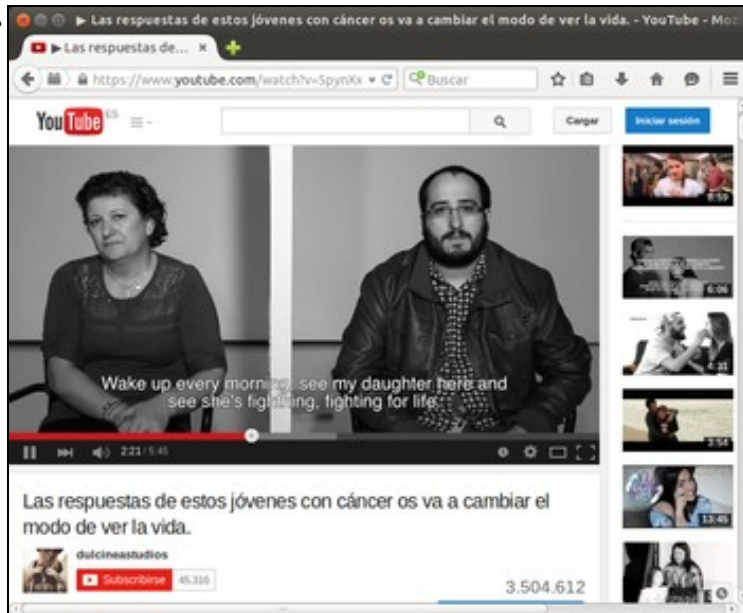 ▶ Las respuestas de estos jóvenes con cáncer os va a cambiar el modo de ver la vida. - YouTube - Moz
▶ Las respuestas de... ×
https://www.youtube.com/watch?v=SpynXx
Buscar
YouTube ES
Cargar
Iniciar sesión
8:59
6:06
4:31
3:54
13:45
Wake up every morning, see my daughter here and
see she's fighting, fighting for life.
2:21 / 5:45
Las respuestas de estos jóvenes con cáncer os va a cambiar el
modo de ver la vida.
dulcineastudios
Subscribirse 45.316
3.504.612